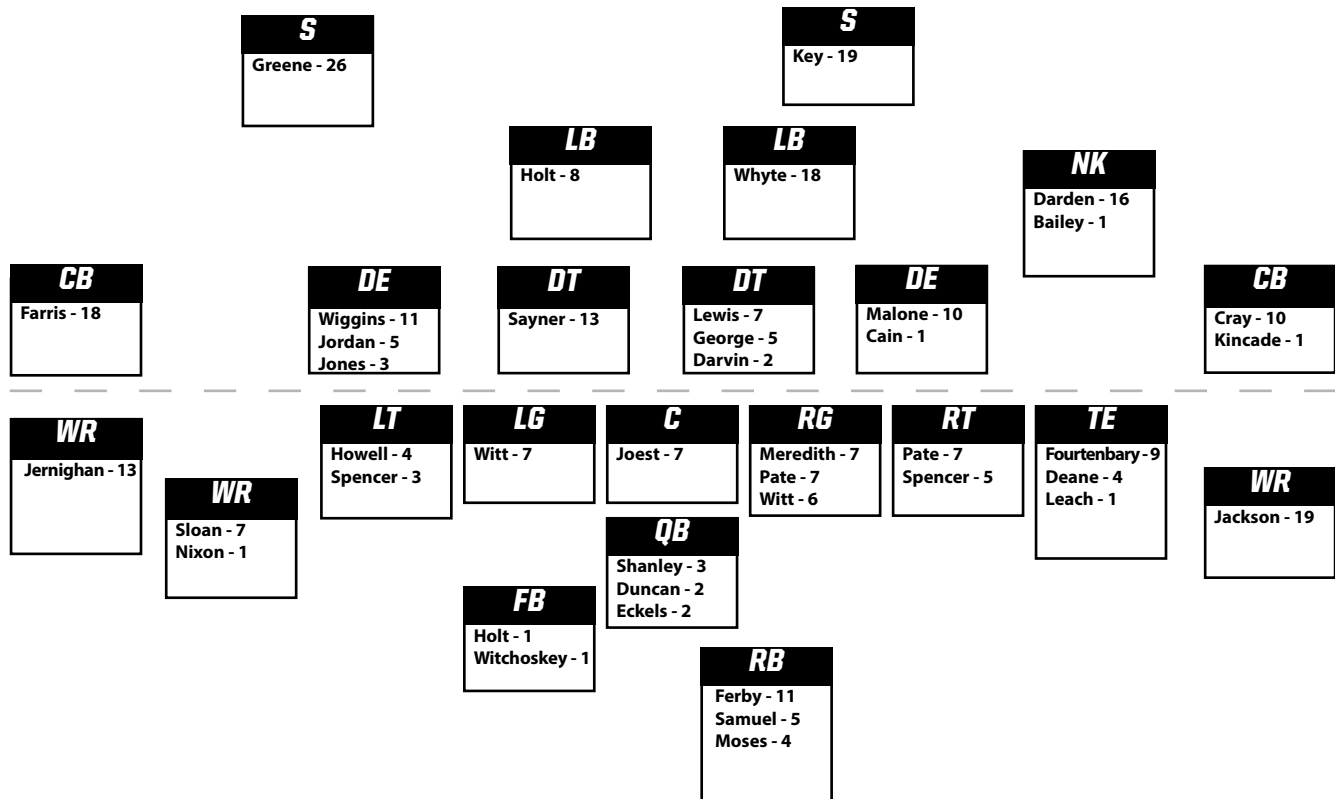 S
Greene - 26
S
Key - 19
LB
Holt - 8
LB
Whyte - 18
NK
Darden - 16
Bailey - 1
CB
Farris - 18
DE
Wiggins - 11
Jordan - 5
Jones - 3
DT
Sayner - 13
DT
Lewis - 7
George - 5
Darvin - 2
DE
Malone - 10
Cain - 1
CB
Cray - 10
Kincade - 1
WR
Jernighan - 13
WR
Sloan - 7
Nixon - 1
LT
Howell - 4
Spencer - 3
LG
Witt - 7
C
Joest - 7
RG
Meredith - 7
Pate - 7
Witt - 6
RT
Pate - 7
Spencer - 5
TE
Fourtenbary - 9
Deane - 4
Leach - 1
WR
Jackson - 19
QB
Shanley - 3
Duncan - 2
Eckels - 2
FB
Holt - 1
Witchoskey - 1
RB
Ferby - 11
Samuel - 5
Moses - 4